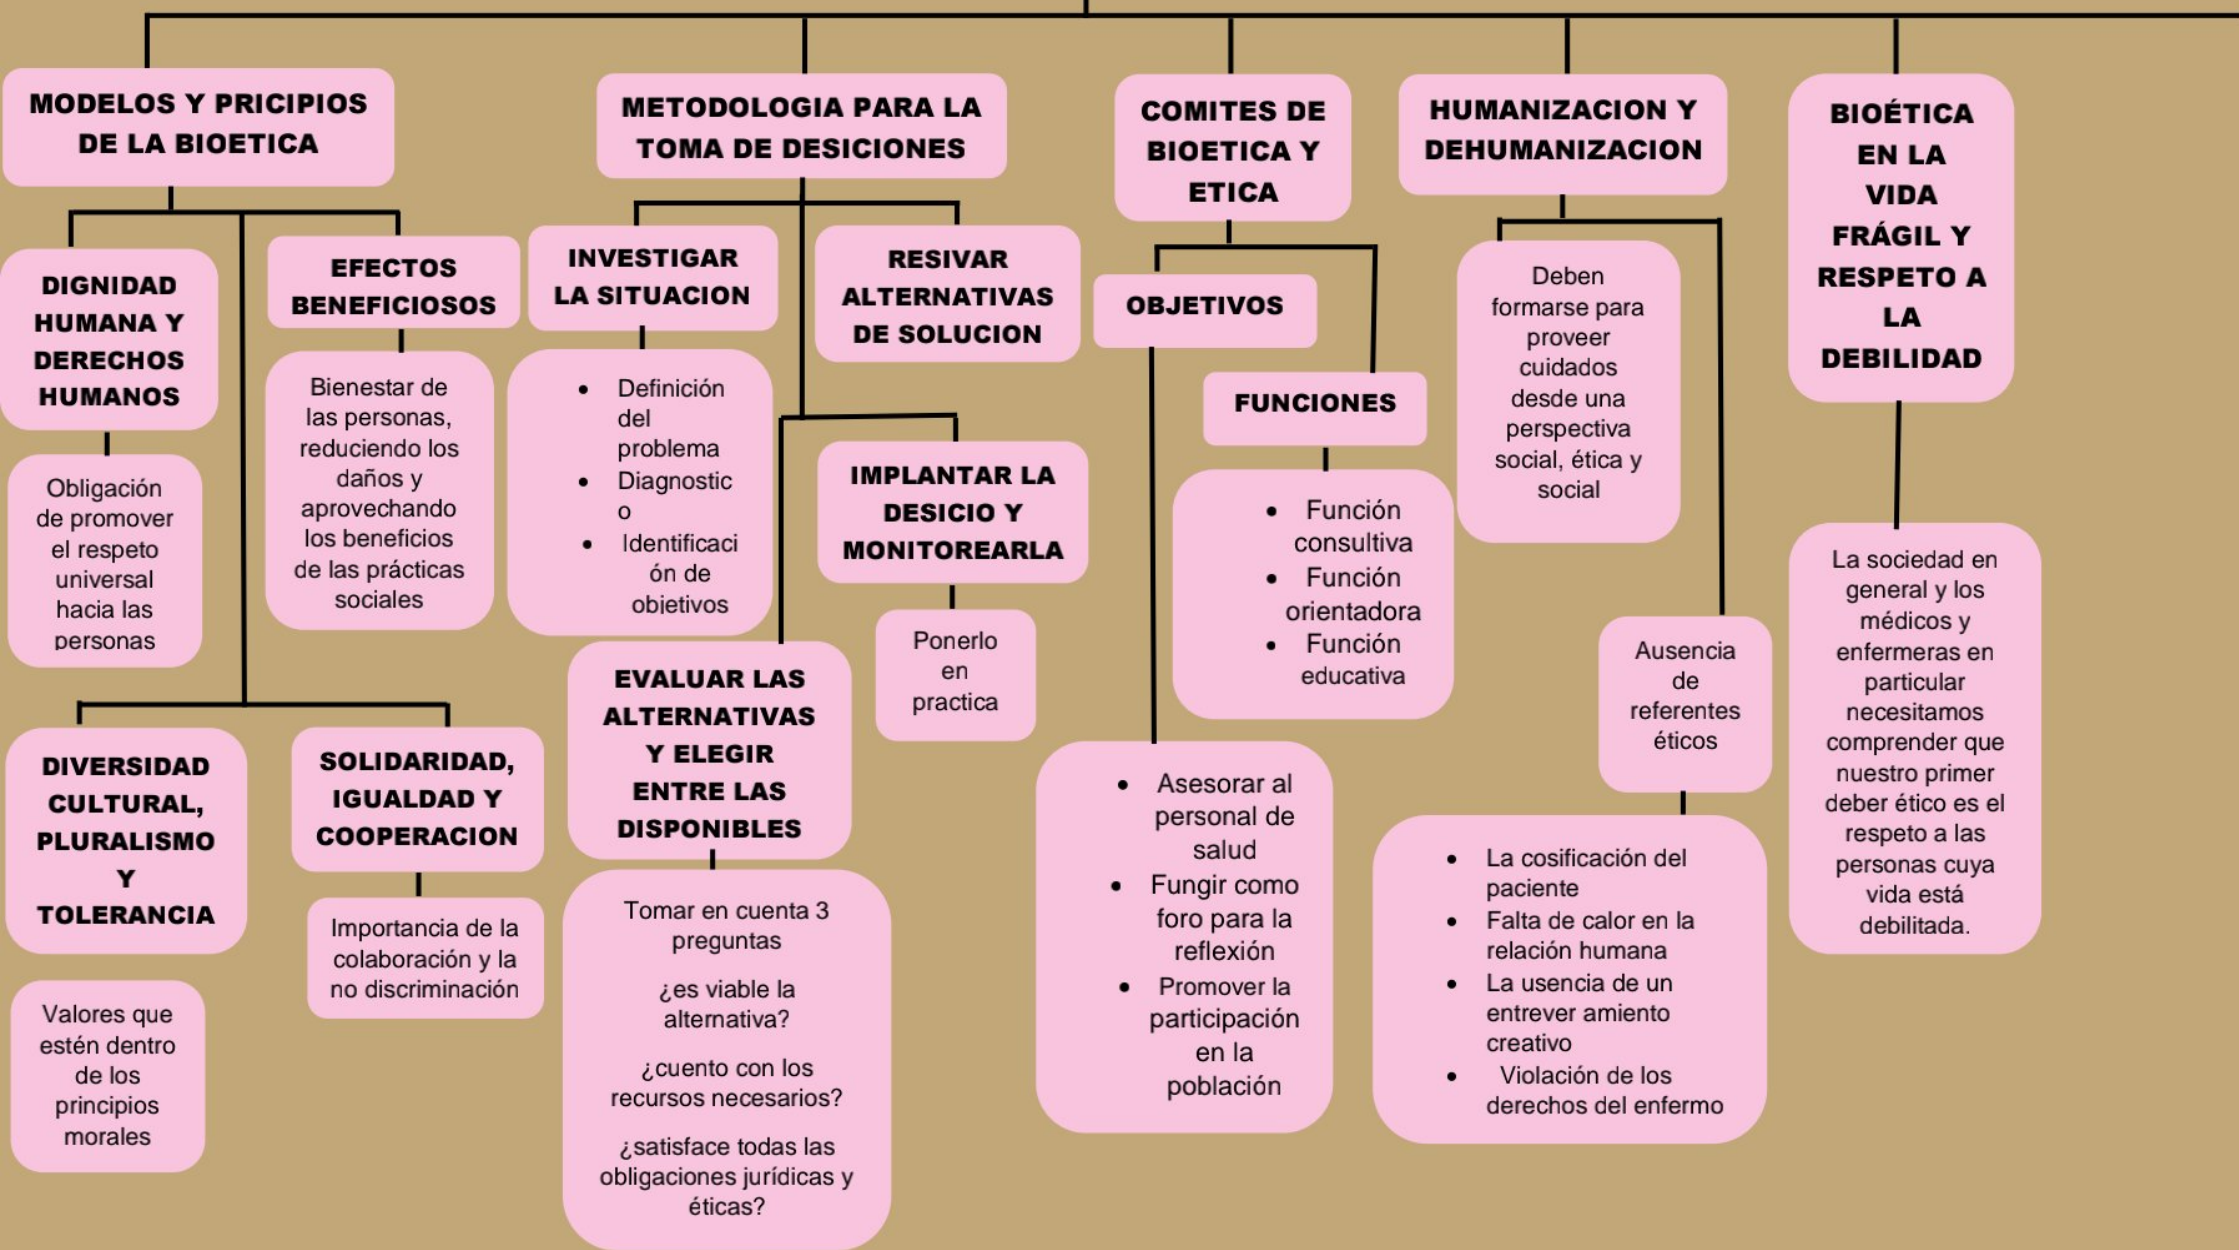 MODELOS Y PRICIPIOS
DE LA BIOETICA
DIGNIDAD
HUMANA Y
DERECHOS
HUMANOS
Obligación
de promover
el respeto
universal
hacia las
personas
EFECTOS
BENEFICIOSOS
Bienestar de
las personas,
reduciendo los
daños y
aprovechando
los beneficios
de las prácticas
sociales
DIVERSIDAD
CULTURAL,
PLURALISMO
Y
TOLERANCIA
Valores que
estén dentro
de los
principios
morales
SOLIDARIDAD,
IGUALDAD Y
COOPERACION
Importancia de la
colaboración y la
no discriminación
METODOLOGIA PARA LA
TOMA DE DESICIONES
INVESTIGAR
LA SITUACION
• Definición
del
problema
• Diagnostic
o
• Identificaci
ón de
objetivos
RESIVAR
ALTERNATIVAS
DE SOLUCION
EVALUAR LAS
ALTERNATIVAS
Y ELEGIR
ENTRE LAS
DISPONIBLES
Tomar en cuenta 3
preguntas
¿es viable la
alternativa?
¿cuento con los
recursos necesarios?
¿satisface todas las
obligaciones jurídicas y
éticas?
IMPLANTAR LA
DESICIO Y
MONITOREARLA
Ponerlo
en
practica
COMITES DE
BIOETICA Y
ETICA
OBJETIVOS
• Asesorar al
personal de
salud
• Fungir como
foro para la
reflexión
• Promover la
participación
en la
población
FUNCIONES
• Función
consultiva
• Función
orientadora
• Función
educativa
HUMANIZACION Y
DEHUMANIZACION
Deben
formarse para
proveer
cuidados
desde una
perspectiva
social, ética y
social
Ausencia
de
referentes
éticos
• La cosificación del
paciente
• Falta de calor en la
relación humana
• La usencia de un
entrever amiento
creativo
• Violación de los
derechos del enfermo
BIOÉTICA
EN LA
VIDA
FRÁGIL Y
RESPETO A
LA
DEBILIDAD
La sociedad en
general y los
médicos y
enfermeras en
particular
necesitamos
comprender que
nuestro primer
deber ético es el
respeto a las
personas cuya
vida está
debilitada.